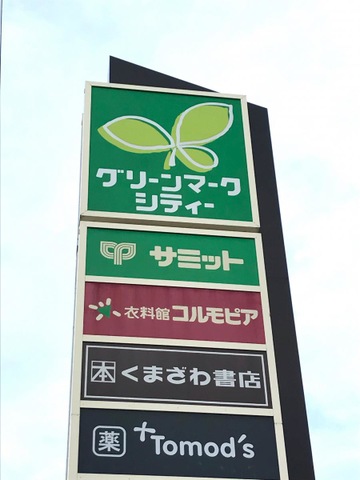 グリーンマーク
シティー
サミット
衣料館 コルモピア
本 くまざわ書店
薬 +Tomod's